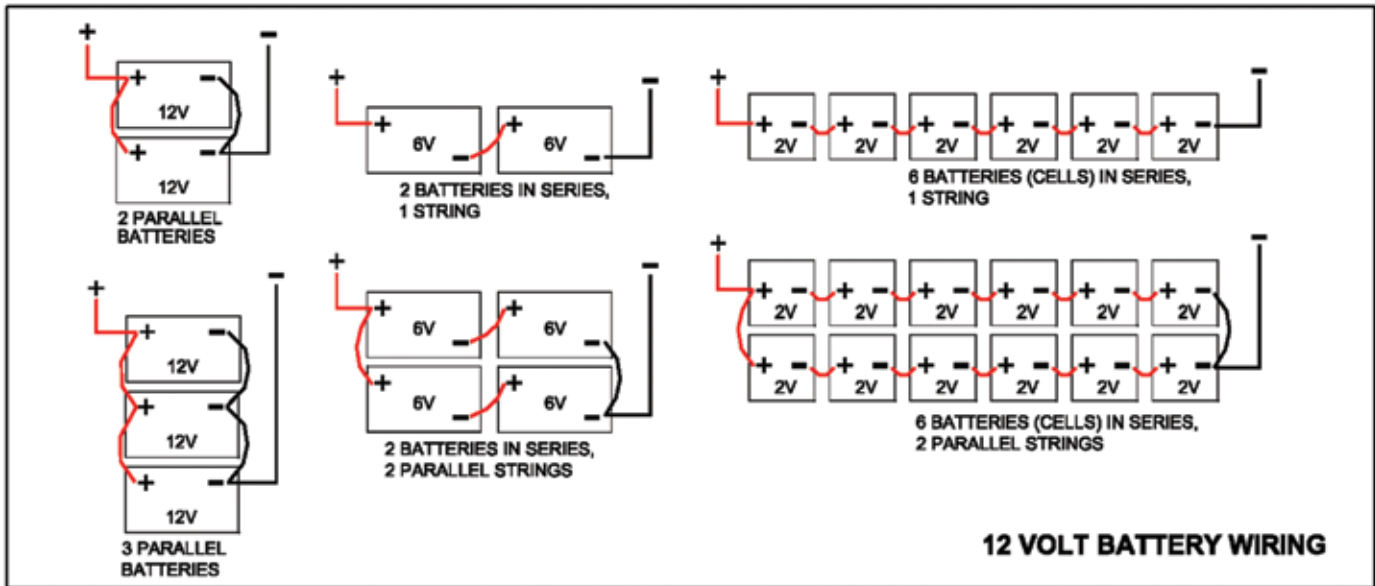 + -
+ -
12V
+ -
12V
2 PARALLEL
BATTERIES
+ -
+ -
6V 6V
- -
+ +
2 BATTERIES IN SERIES,
1 STRING
+ -
+ - + - + - + - + - + -
2V 2V 2V 2V 2V 2V
6 BATTERIES (CELLS) IN SERIES,
1 STRING
+ -
+ -
12V
+ -
12V
+ -
12V
3 PARALLEL
BATTERIES
+ -
+ +
6V 6V
- -
+ +
6V 6V
- -
2 BATTERIES IN SERIES,
2 PARALLEL STRINGS
+ -
+ - + - + - + - + - + -
2V 2V 2V 2V 2V 2V
+ - + - + - + - + - + -
2V 2V 2V 2V 2V 2V
6 BATTERIES (CELLS) IN SERIES,
2 PARALLEL STRINGS
12 VOLT BATTERY WIRING